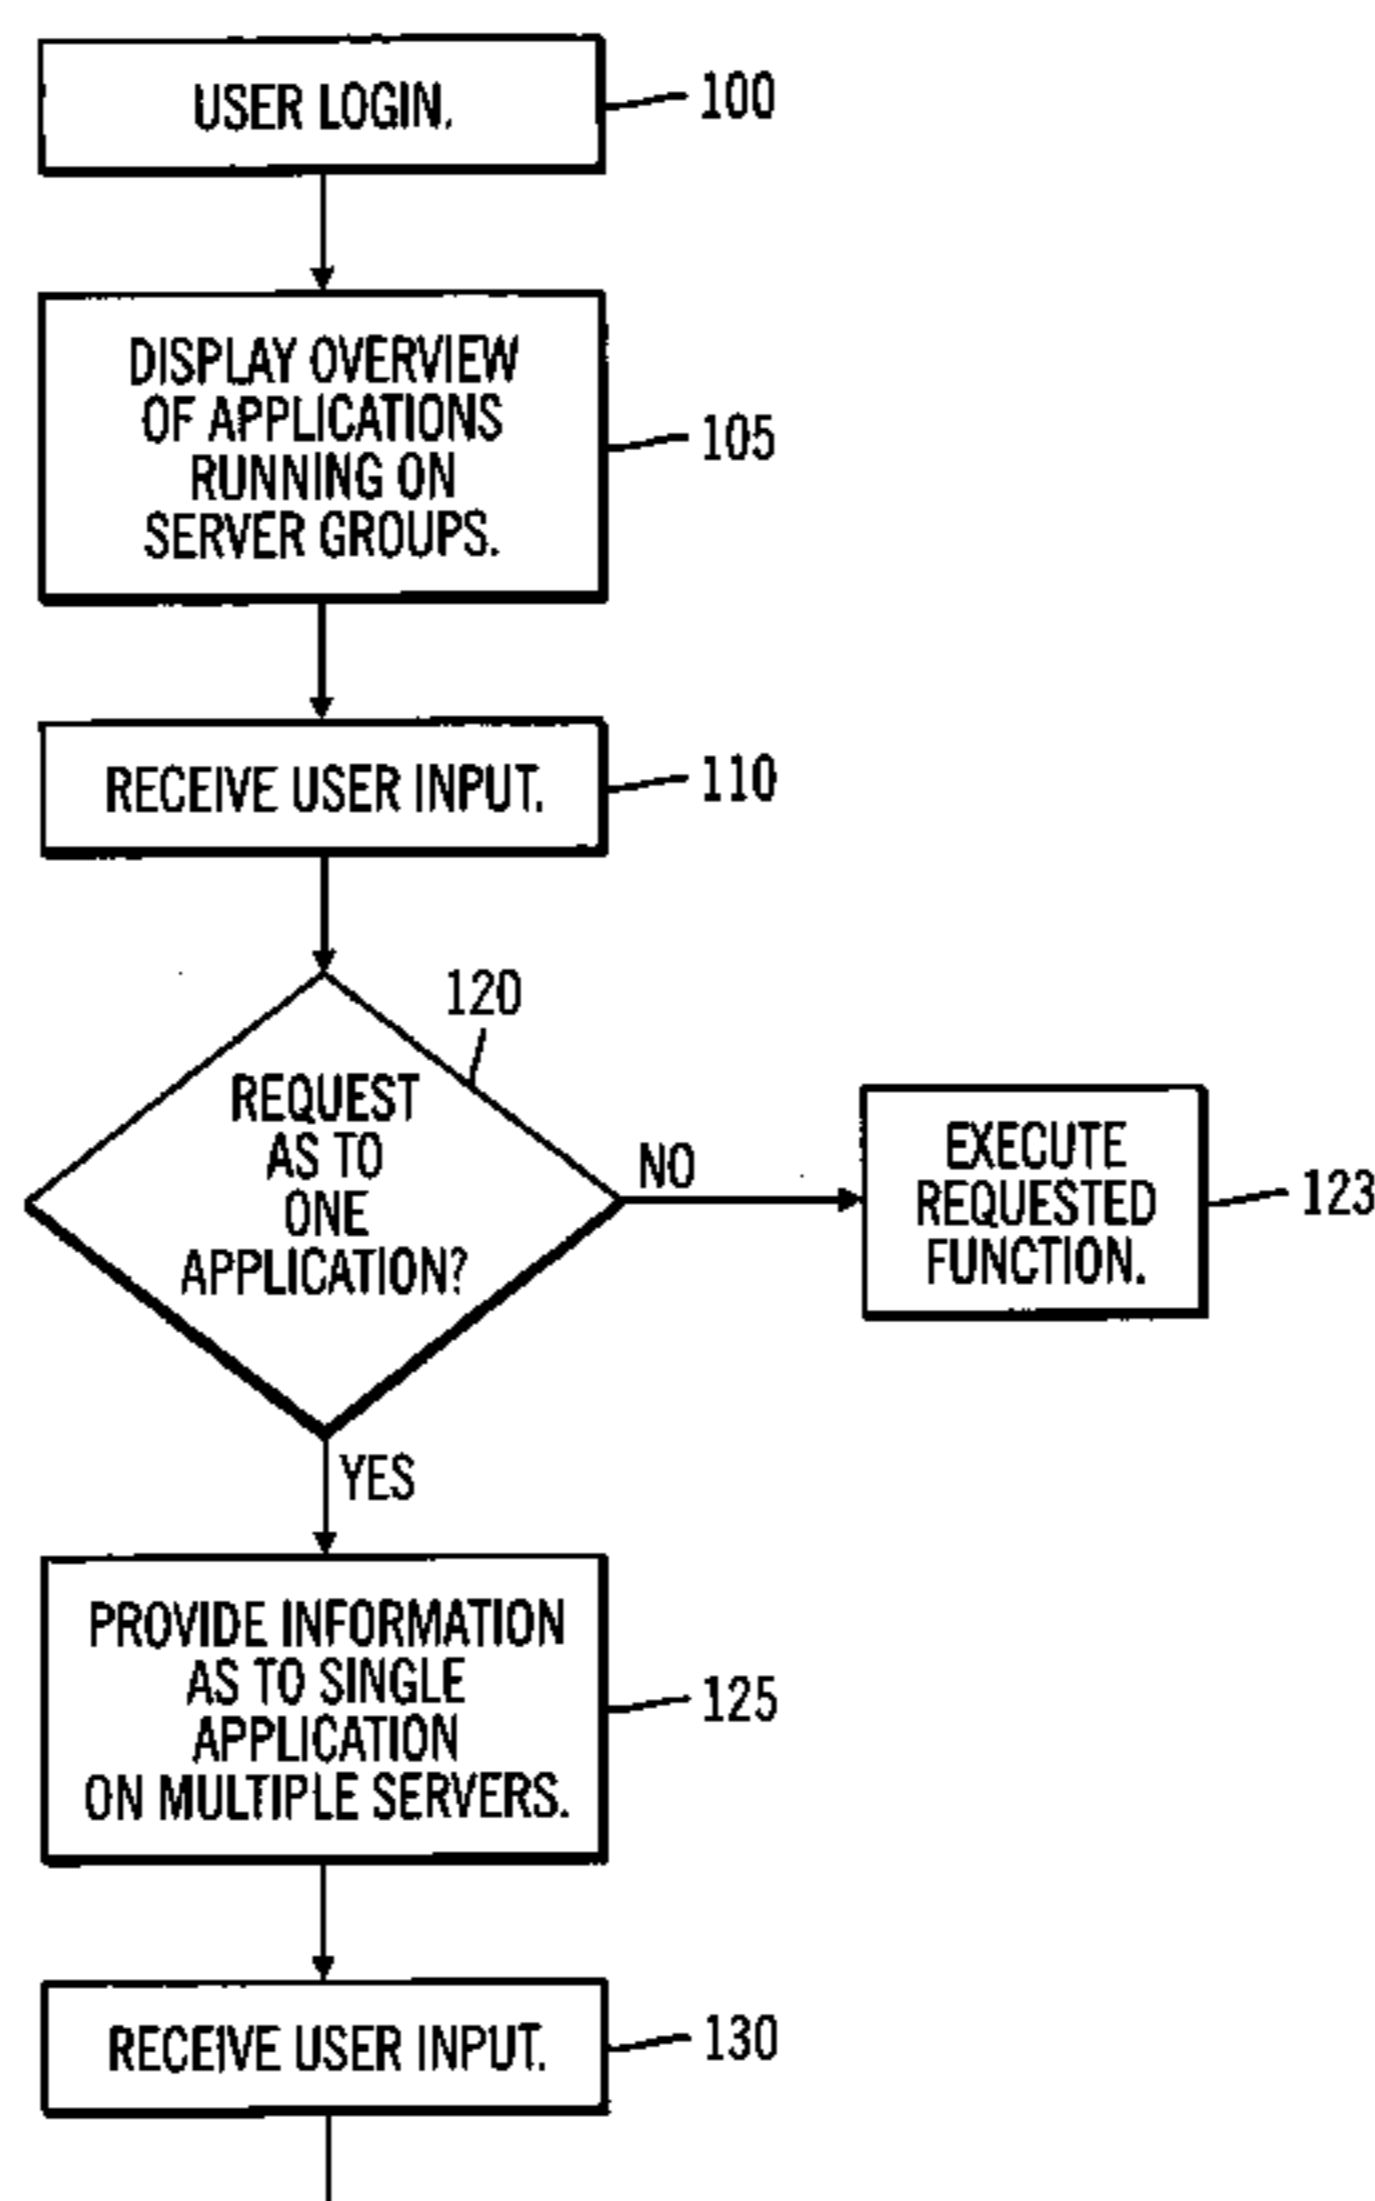 USER LOGIN.
100
DISPLAY OVERVIEW
OF APPLICATIONS
RUNNING ON
SERVER GROUPS.
105
RECEIVE USER INPUT.
110
120
REQUEST
AS TO
ONE
APPLICATION?
NO
EXECUTE
REQUESTED
FUNCTION.
123
YES
PROVIDE INFORMATION
AS TO SINGLE
APPLICATION
ON MULTIPLE SERVERS.
125
RECEIVE USER INPUT.
130